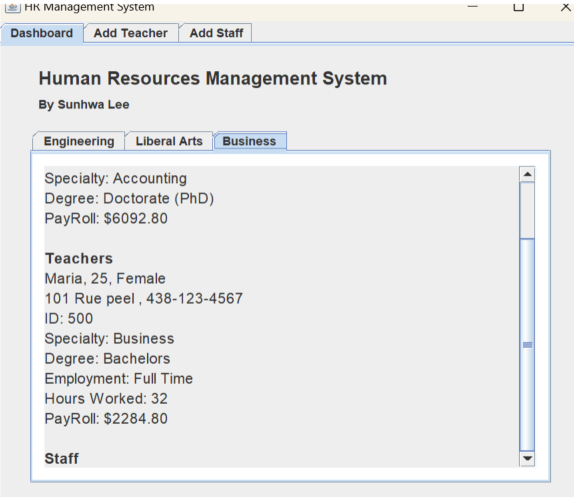 HR Management System
Dashboard Add Teacher Add Staff
Human Resources Management System
By Sunhwa Lee
Engineering Liberal Arts Business
Specialty: Accounting
Degree: Doctorate (PhD)
PayRoll: $6092.80
Teachers
Maria, 25, Female
101 Rue peel , 438-123-4567
ID: 500
Specialty: Business
Degree: Bachelors
Employment: Full Time
Hours Worked: 32
PayRoll: $2284.80
Staff